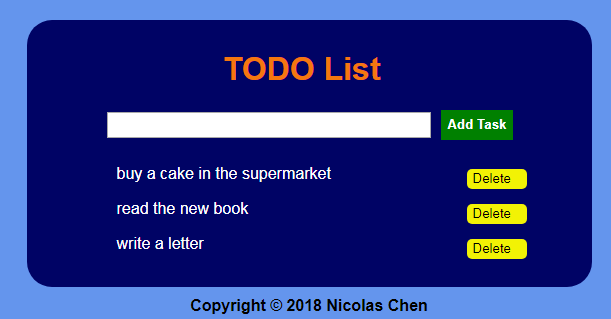 TODO List
Add Task
buy a cake in the supermarket Delete
read the new book Delete
write a letter Delete
Copyright © 2018 Nicolas Chen